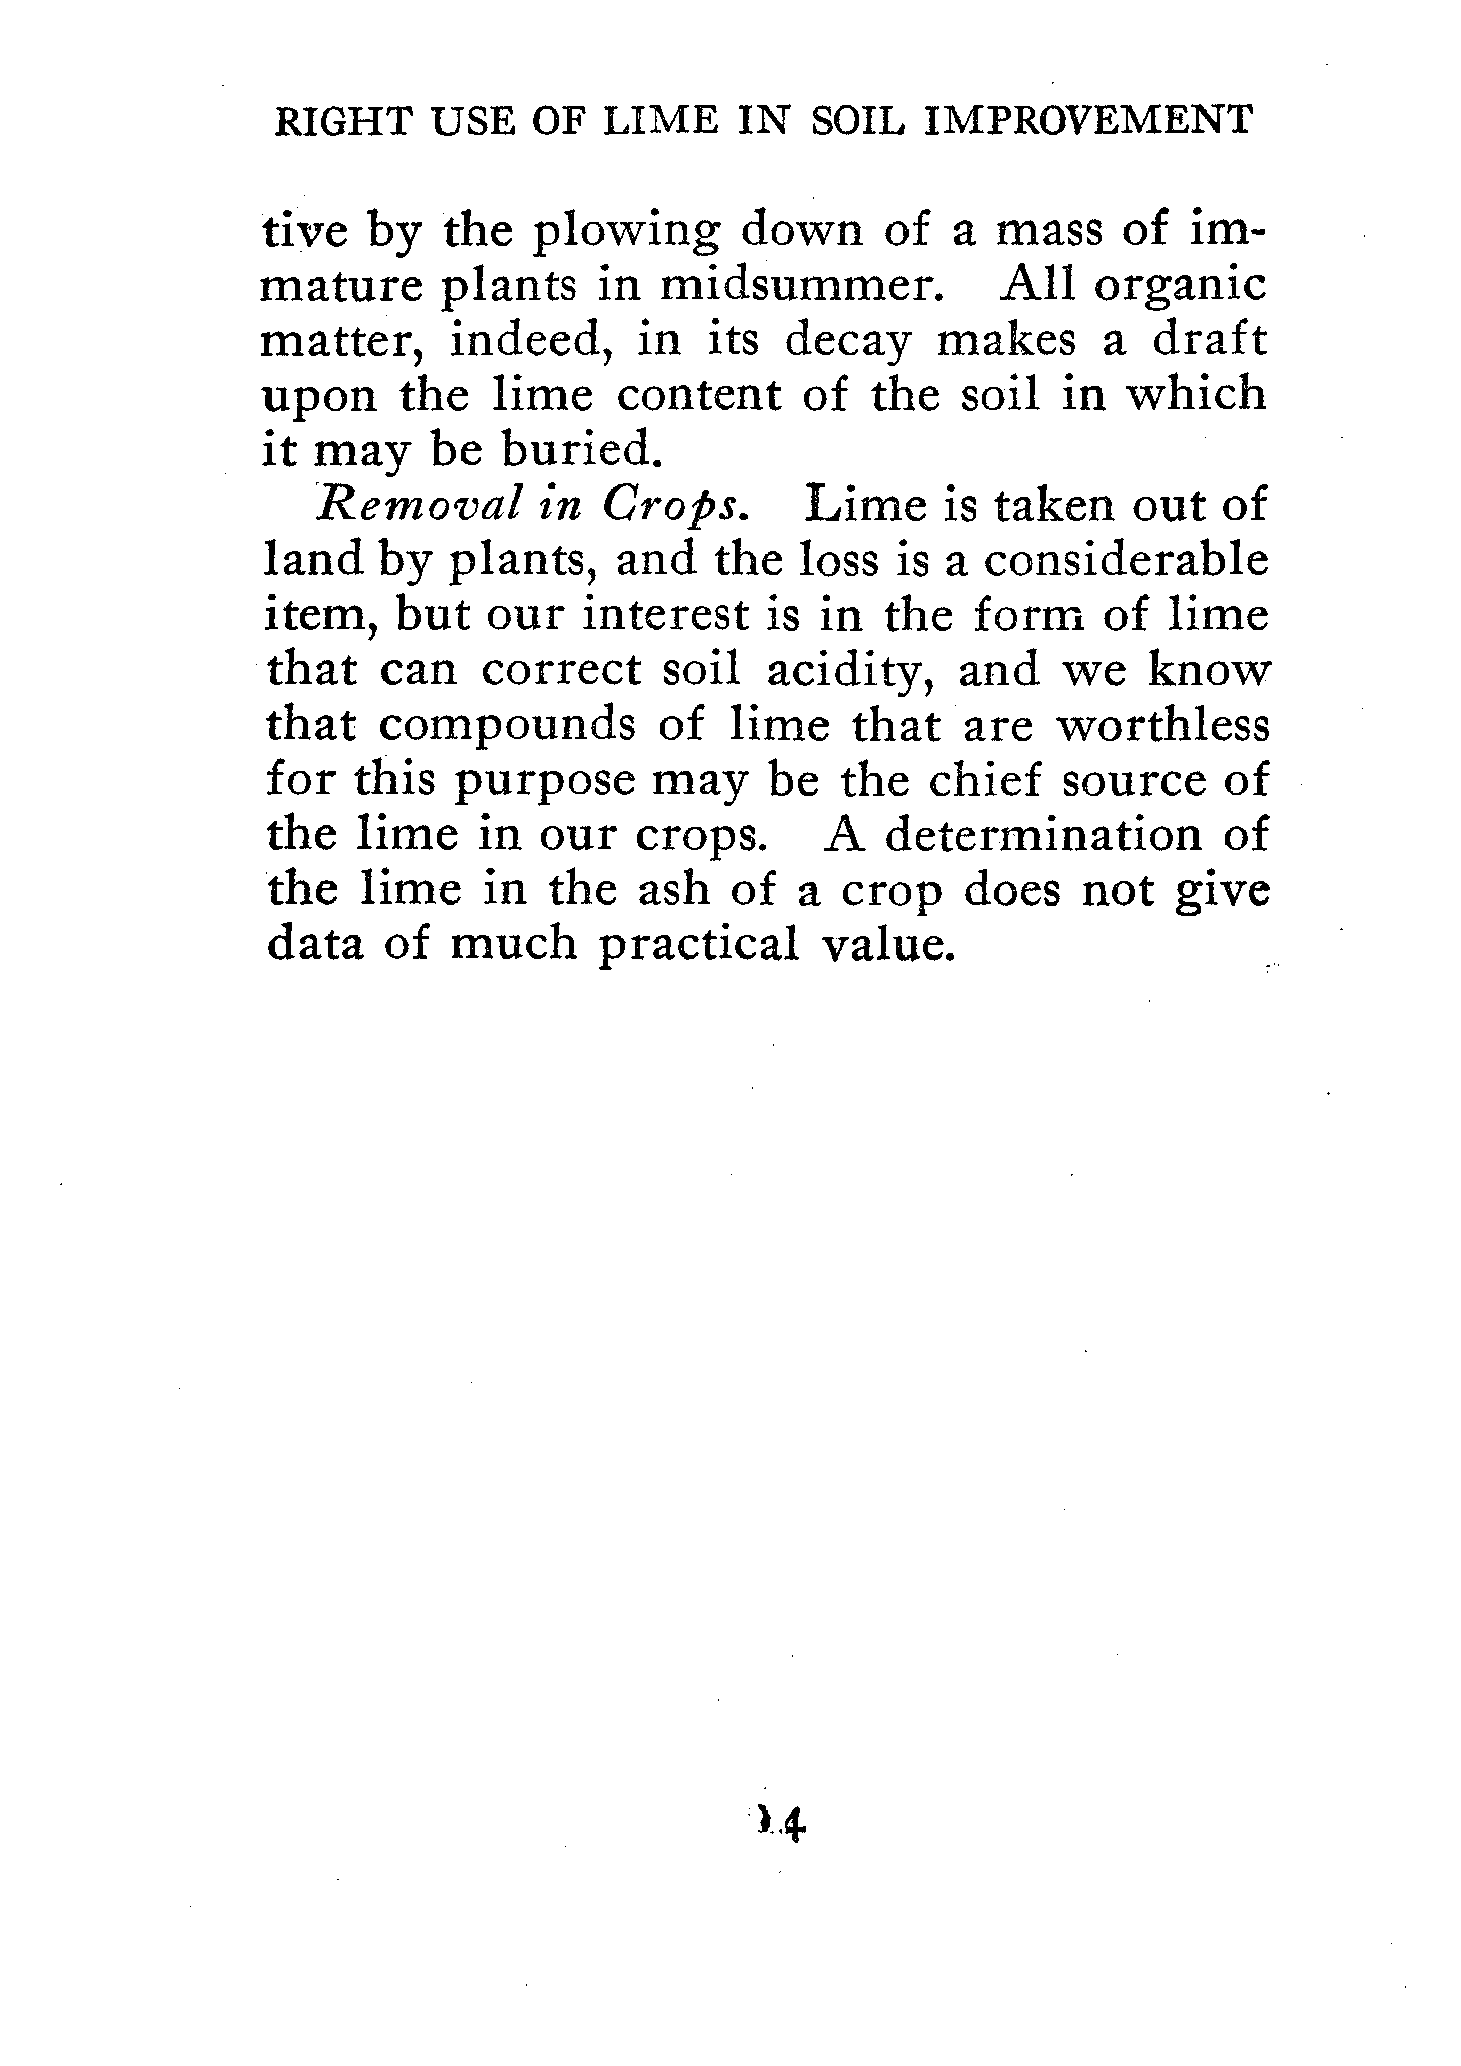 RIGHT USE OF LIME IN SOIL IMPROVEMENT
tive by the plowing down of a mass of im-
mature plants in midsummer. All organic
matter, indeed, in its decay makes a draft
upon the lime content of the soil in which
it may be buried.
Removal in Crops. Lime is taken out of
land by plants, and the loss is a considerable
item, but our interest is in the form of lime
that can correct soil acidity, and we know
that compounds of lime that are worthless
for this purpose may be the chief source of
the lime in our crops. A determination of
the lime in the ash of a crop does not give
data of much practical value.
14